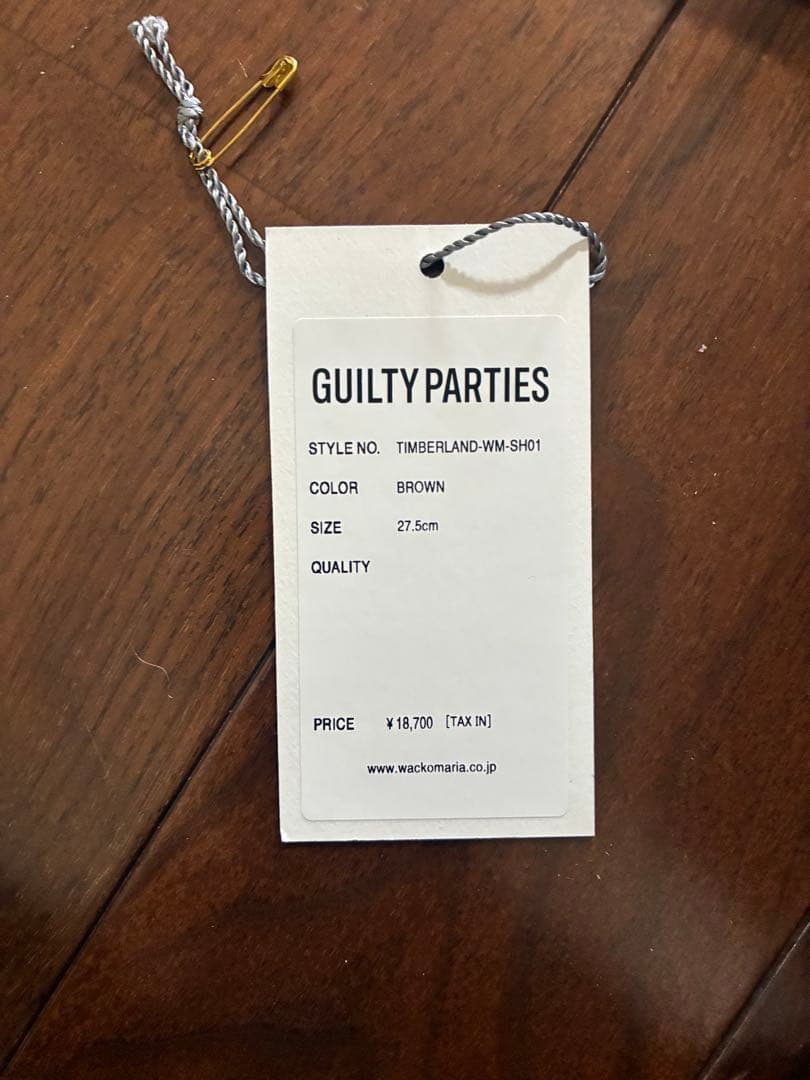 GUILTY PARTIES
STYLE NO. TIMBERLAND-WM-SH01
COLOR BROWN
SIZE 27.5cm
QUALITY
PRICE ¥18,700 [TAX IN]
www.wackomaria.co.jp